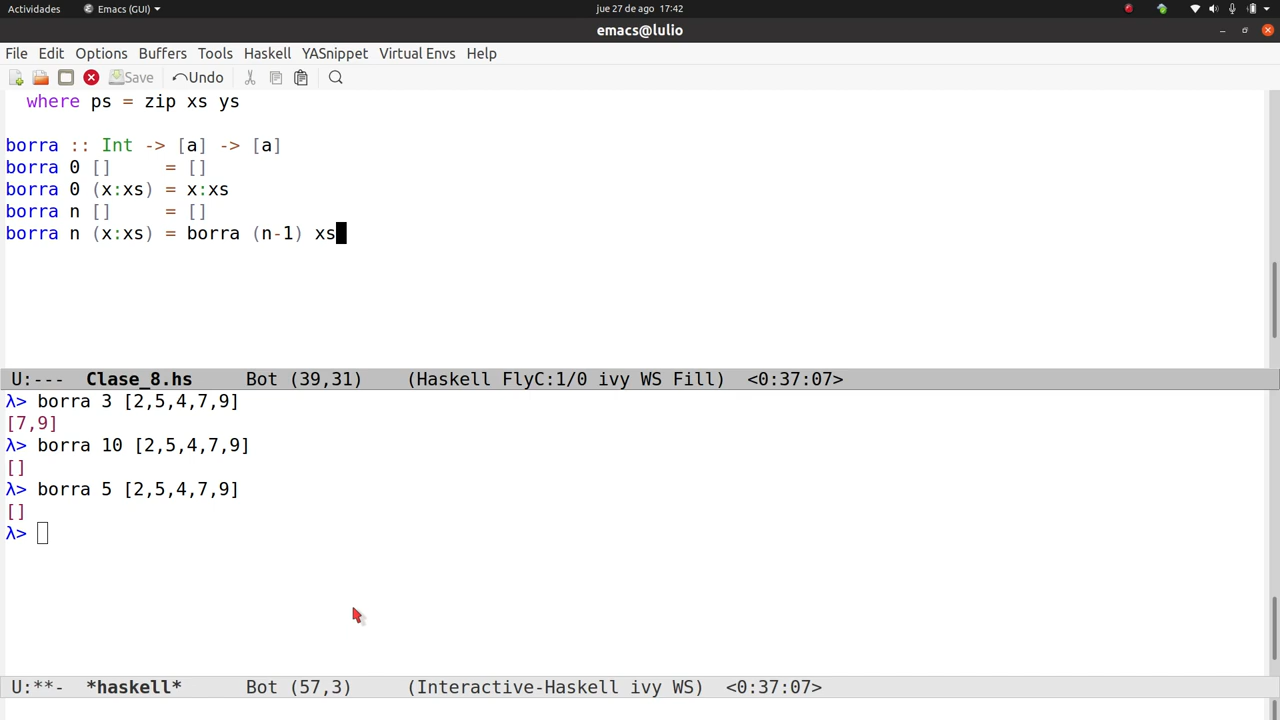 Actividades Emacs (GUI) jue 27 de ago 17:42
emacs@lulio
File Edit Options Buffers Tools Haskell YASnippet Virtual Envs Help
Save Undo
where ps = zip xs ys
borra :: Int -> [a] -> [a]
borra 0 []     = []
borra 0 (x:xs) = x:xs
borra n []     = []
borra n (x:xs) = borra (n-1) xs
U:--- Clase_8.hs Bot (39,31) (Haskell FlyC:1/0 ivy WS Fill) <0:37:07>
λ> borra 3 [2,5,4,7,9]
[7,9]
λ> borra 10 [2,5,4,7,9]
[]
λ> borra 5 [2,5,4,7,9]
[]
λ>
U:**- *haskell* Bot (57,3) (Interactive-Haskell ivy WS) <0:37:07>